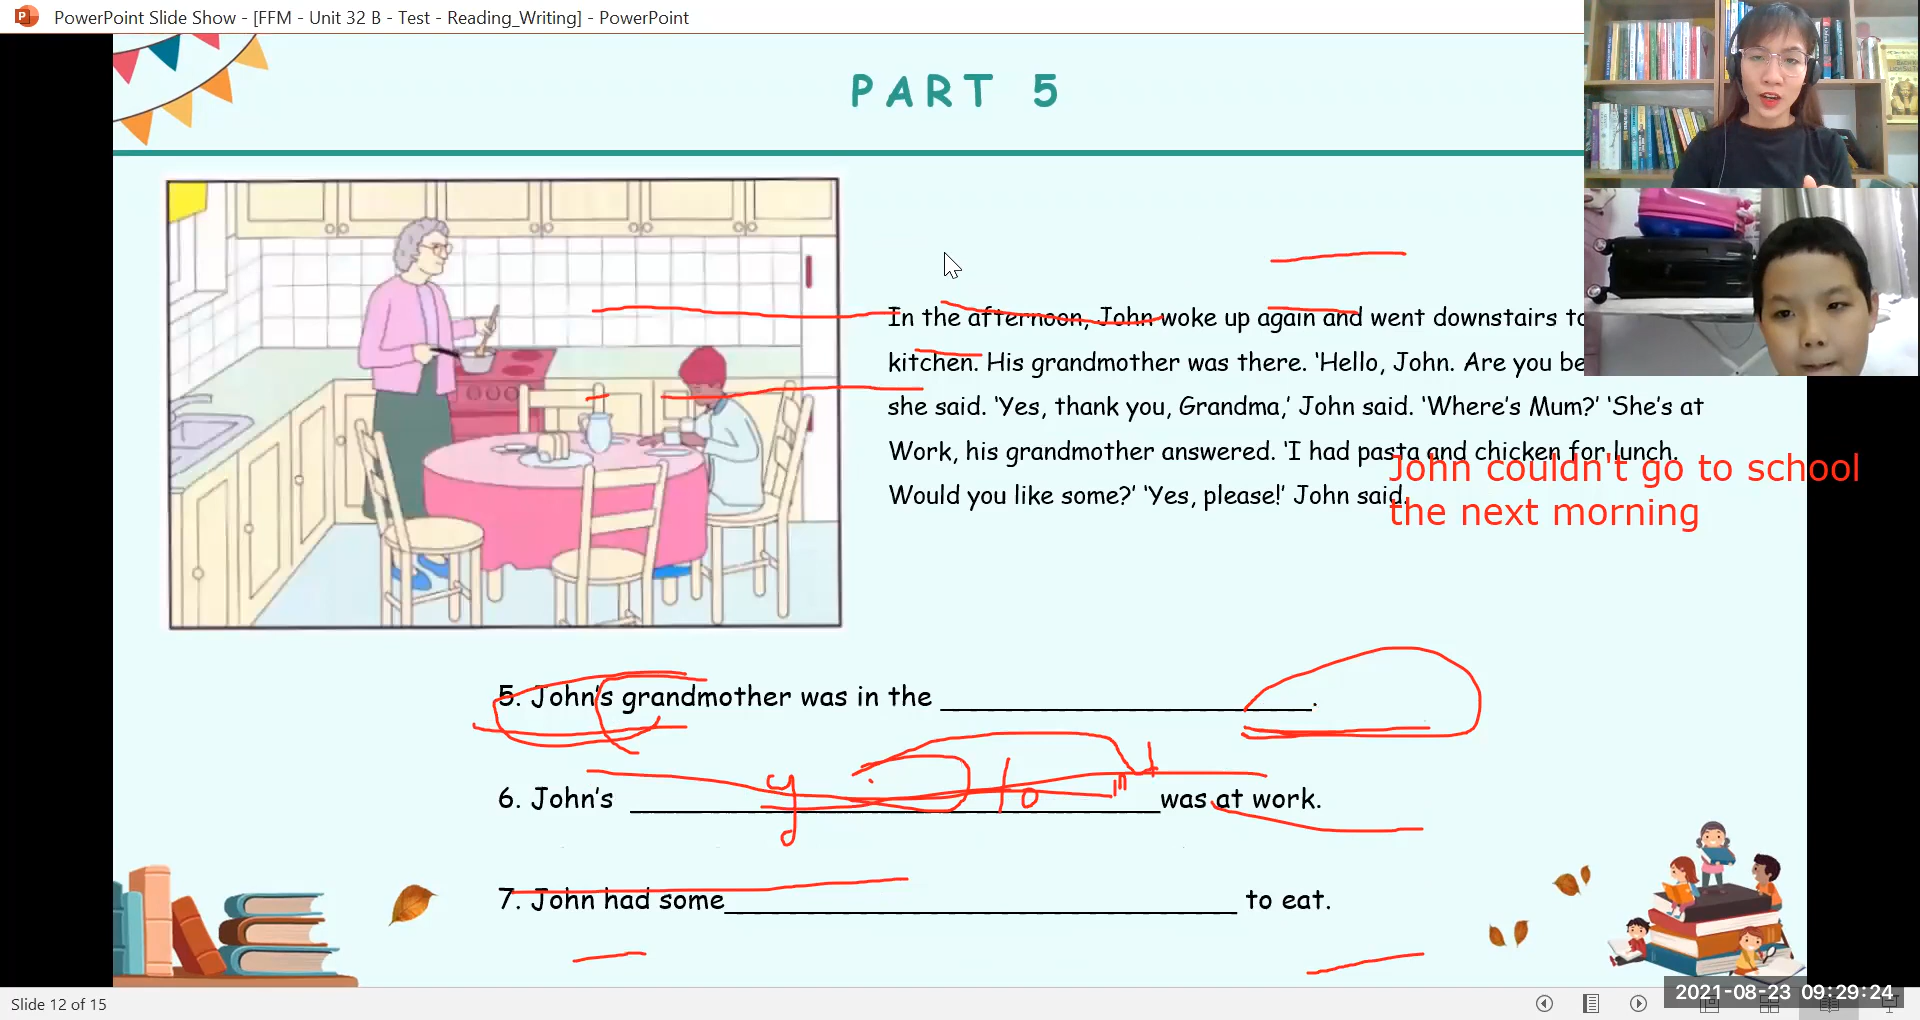 PowerPoint Slide Show - [FFM - Unit 32 B - Test - Reading_Writing] - PowerPoint
PART 5
In the afternoon, John woke up again and went downstairs to
kitchen. His grandmother was there. ‘Hello, John. Are you be
she said. ‘Yes, thank you, Grandma,’ John said. ‘Where’s Mum?’ ‘She’s at
Work, his grandmother answered. ‘I had pasta and chicken for lunch.
Would you like some?’ ‘Yes, please!’ John said.
John couldn't go to school
the next morning
5. John’s grandmother was in the ______________________.
6. John’s ______________________________ was at work.
to
7. John had some______________________________ to eat.
Slide 12 of 15
2021-08-23 09:29:24